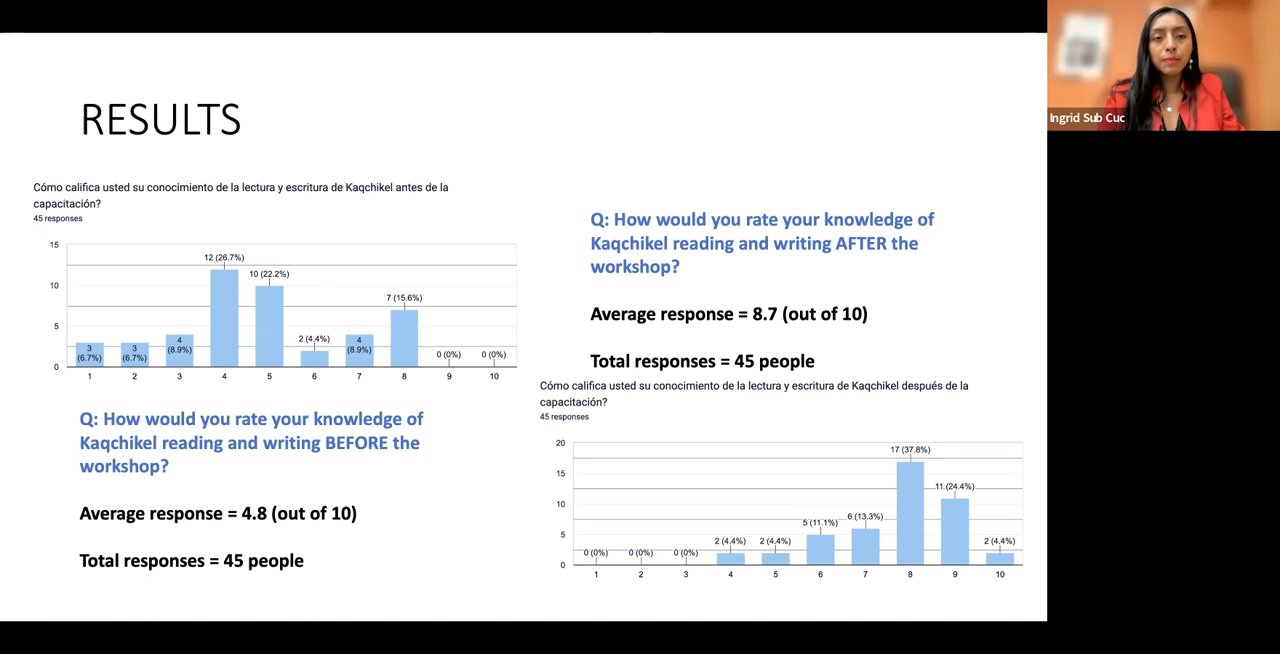 RESULTS
Cómo califica usted su conocimiento de la lectura y escritura de Kaqchikel antes de la
capacitación?
45 responses
15
10
5
0
3
(6.7%)
3
(6.7%)
4
(8.9%)
12 (26.7%)
10 (22.2%)
2 (4.4%)
4
(8.9%)
7 (15.6%)
0 (0%)
0 (0%)
1 2 3 4 5 6 7 8 9 10
Q: How would you rate your knowledge of
Kaqchikel reading and writing BEFORE the
workshop?
Average response = 4.8 (out of 10)
Total responses = 45 people
Q: How would you rate your knowledge of
Kaqchikel reading and writing AFTER the
workshop?
Average response = 8.7 (out of 10)
Total responses = 45 people
Cómo califica usted su conocimiento de la lectura y escritura de Kaqchikel después de la
capacitación?
45 responses
20
15
10
5
0
0 (0%)
0 (0%)
0 (0%)
2 (4.4%)
2 (4.4%)
5 (11.1%)
6 (13.3%)
17 (37.8%)
11 (24.4%)
2 (4.4%)
1 2 3 4 5 6 7 8 9 10
Ingrid Sub Cuc